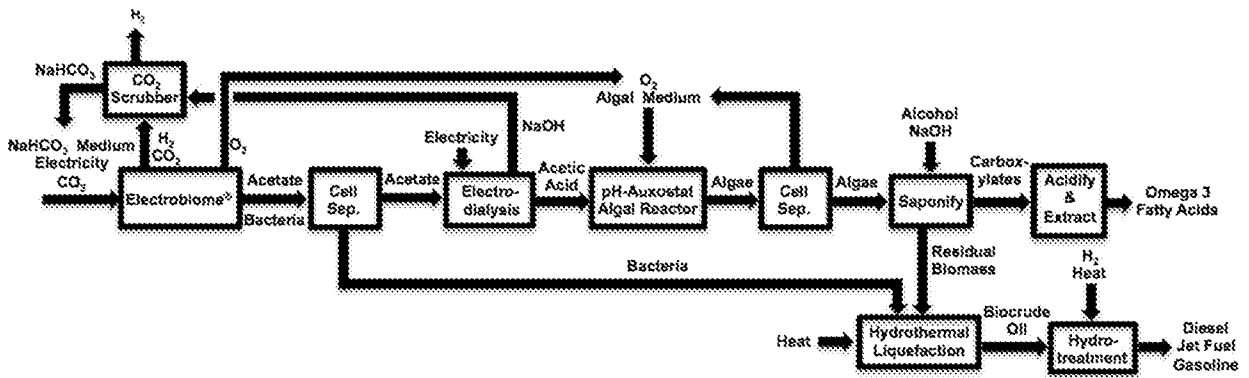 H2
NaHCO3
CO2
Scrubber
NaHCO3 Medium
Electricity
CO2
H2
CO2
O2
Electrobiome
Acetate
Bacteria
Cell
Sep.
Acetate
Electricity
NaOH
Electro-
dialysis
Acetic
Acid
O2
Algal Medium
pH-Auxostat
Algal Reactor
Algae
Cell
Sep.
Algae
Alcohol
NaOH
Saponify
Carbox-
ylates
Acidify
&
Extract
Omega 3
Fatty Acids
Bacteria
Residual
Biomass
Heat
Hydrothermal
Liquefaction
Biocrude
Oil
H2
Heat
Hydro-
treatment
Diesel
Jet Fuel
Gasoline